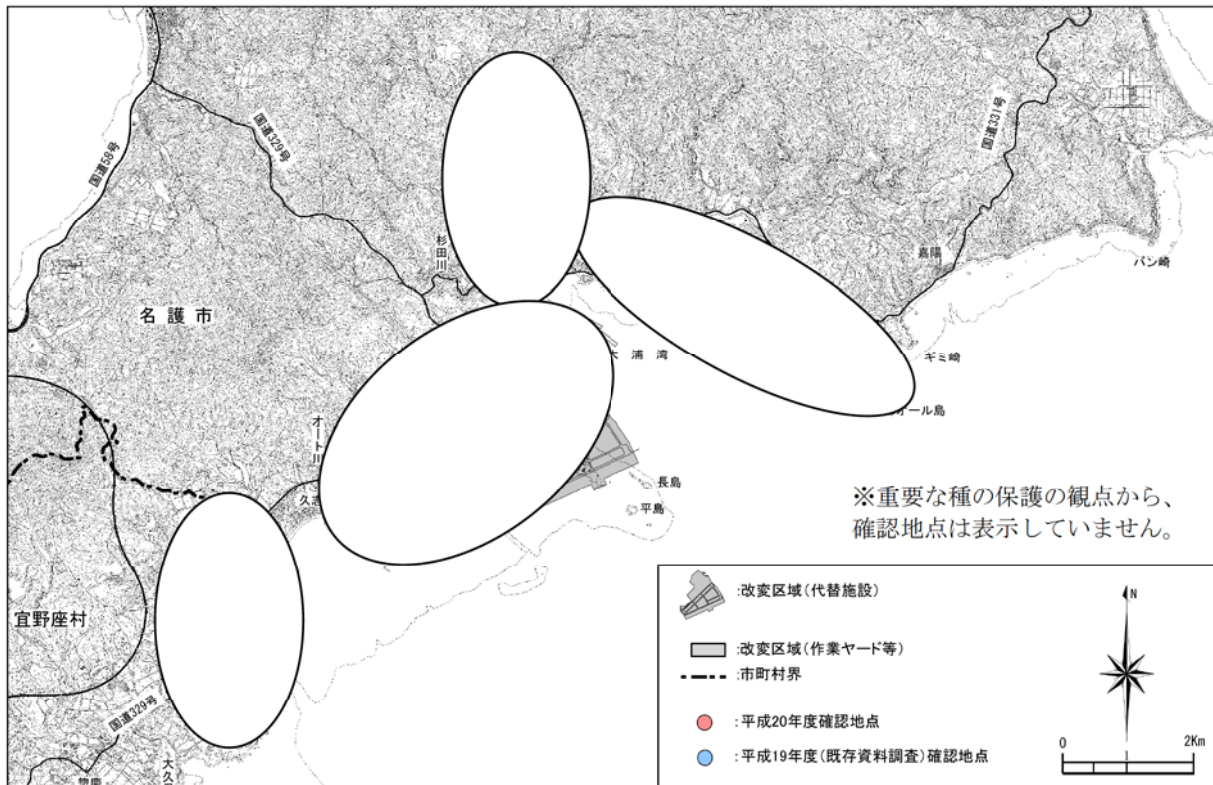 国道58号
国道329号
国道331号
杉田川
嘉陽
バン崎
名護市
大浦湾
ギミ崎
オール島
オート川
久志
長島
平島
※重要な種の保護の観点から、
確認地点は表示していません。
宜野座村
国道329号
:改変区域(代替施設)
:改変区域(作業ヤード等)
:市町村界
:平成20年度確認地点
:平成19年度(既存資料調査)確認地点
N
0
1
2Km